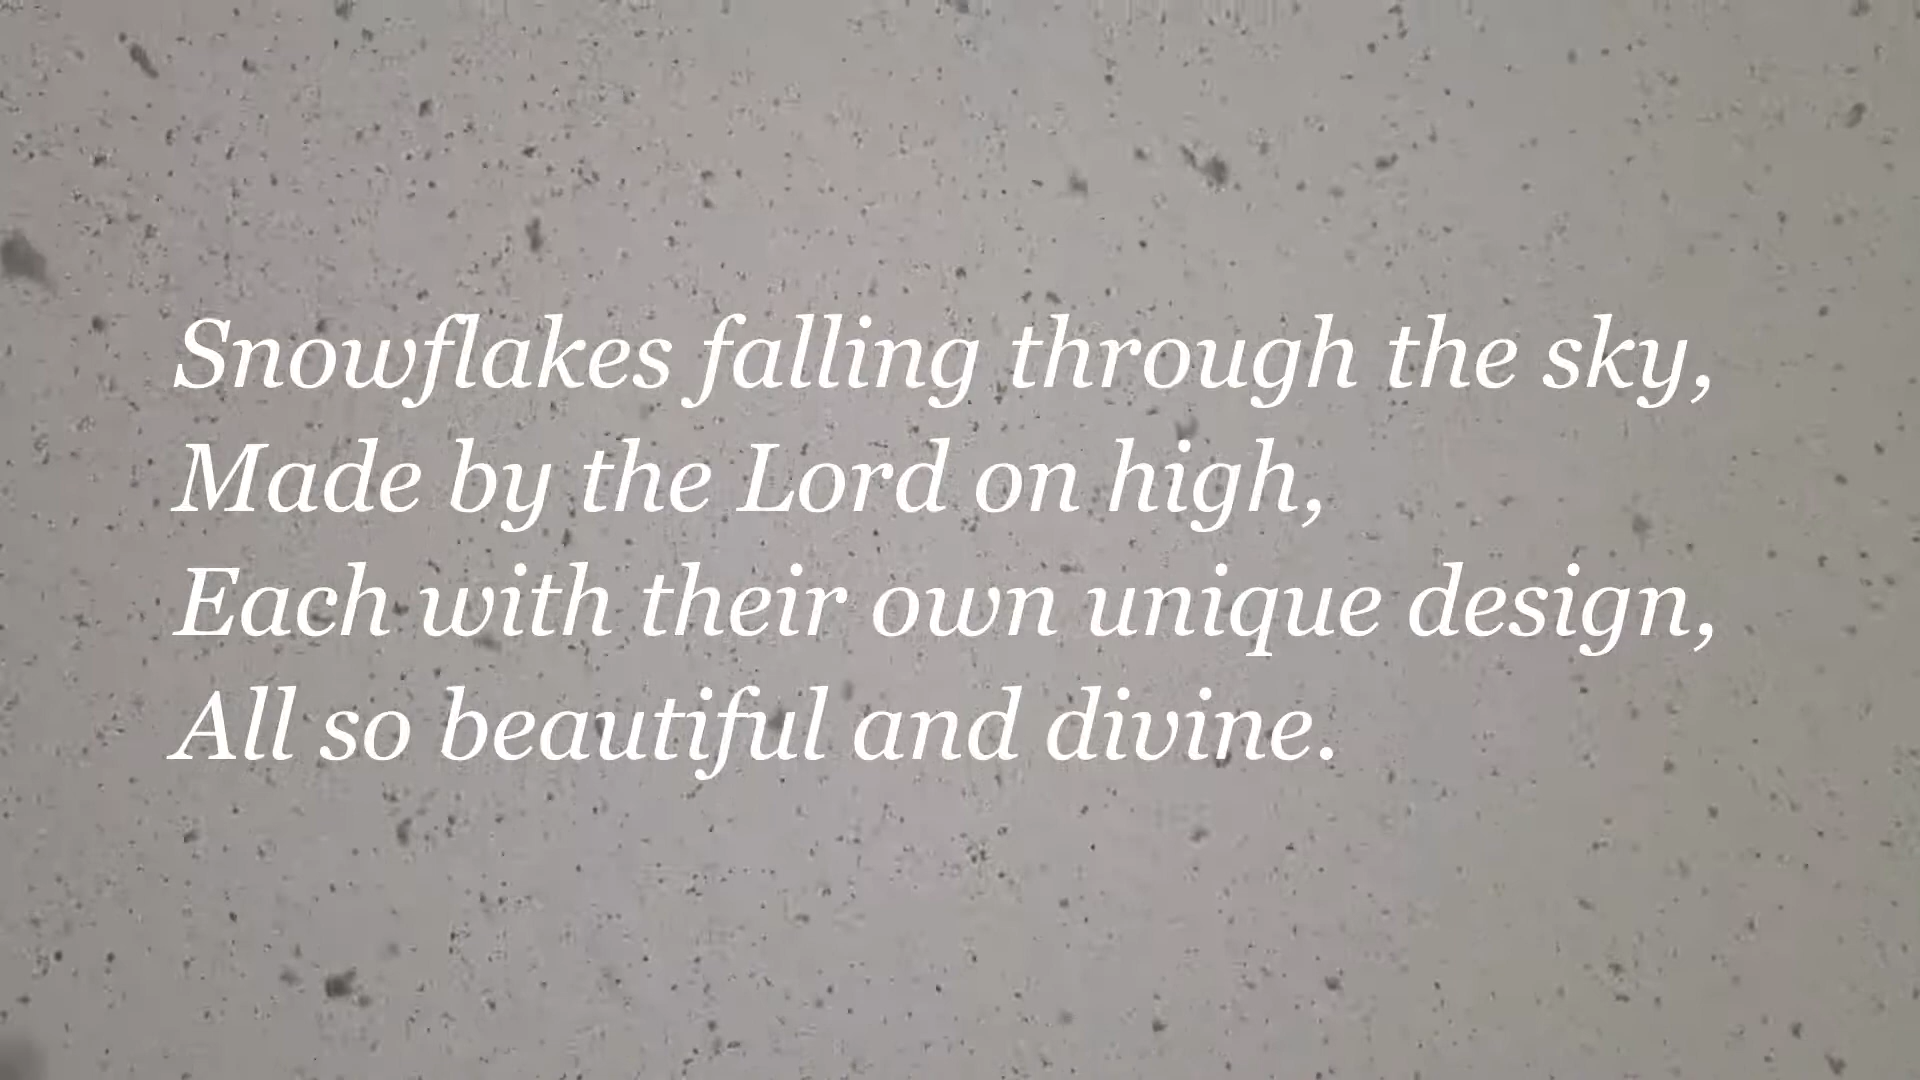 Snowflakes falling through the sky,
Made by the Lord on high,
Each with their own unique design,
All so beautiful and divine.